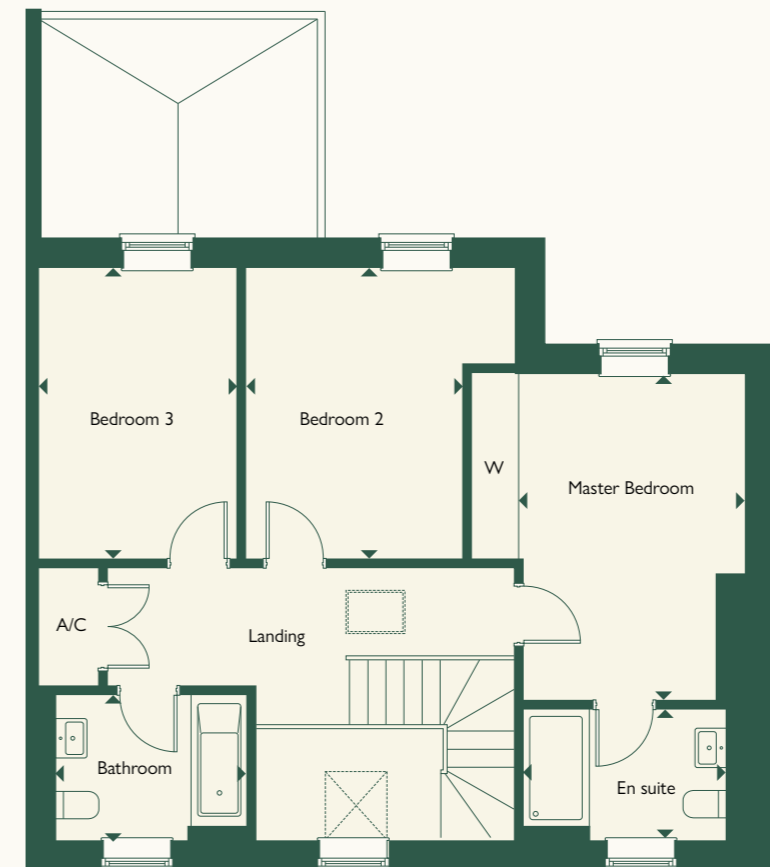 Bedroom 3
Bedroom 2
W
Master Bedroom
A/C
Landing
Bathroom
En suite